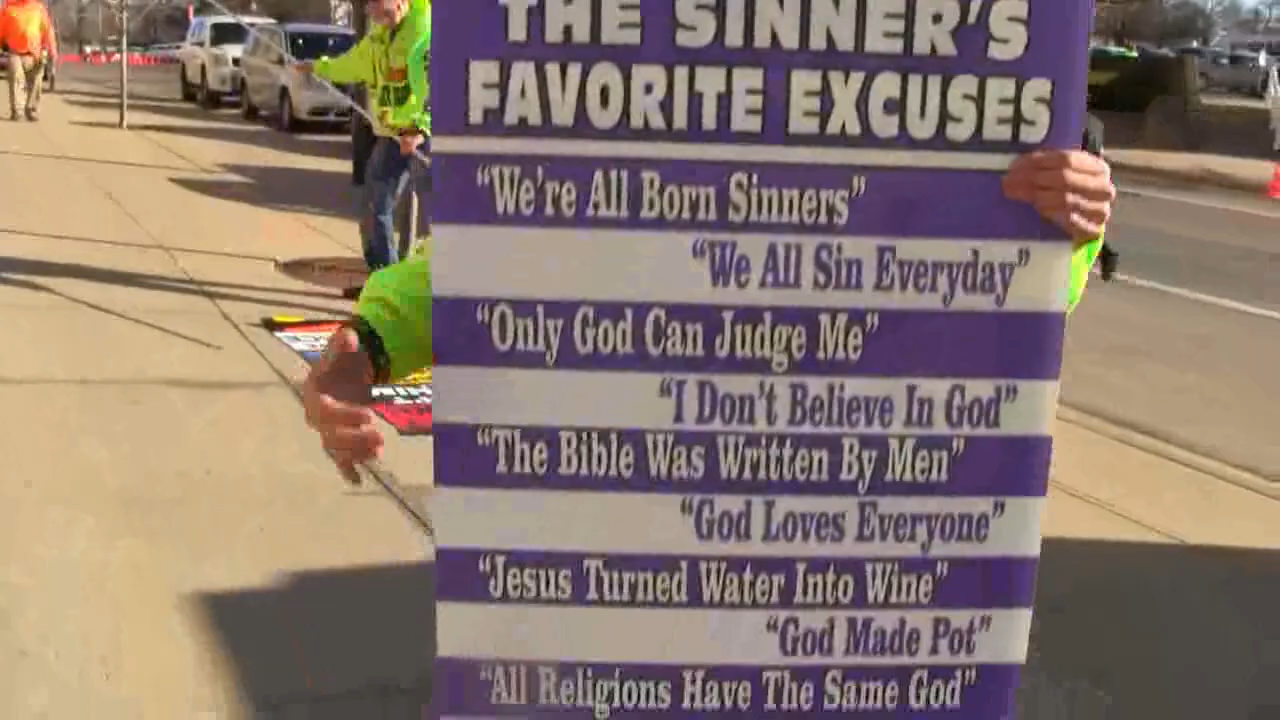 THE SINNER'S
FAVORITE EXCUSES
"We're All Born Sinners"
"We All Sin Everyday"
"Only God Can Judge Me"
"I Don't Believe In God"
"The Bible Was Written By Men"
"God Loves Everyone"
"Jesus Turned Water Into Wine"
"God Made Pot"
"All Religions Have The Same God"